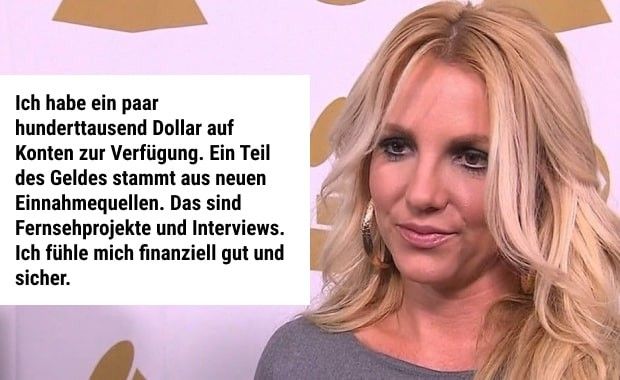 Ich habe ein paar
hunderttausend Dollar auf
Konten zur Verfügung. Ein Teil
des Geldes stammt aus neuen
Einnahmequellen. Das sind
Fernsehprojekte und Interviews.
Ich fühle mich finanziell gut und
sicher.